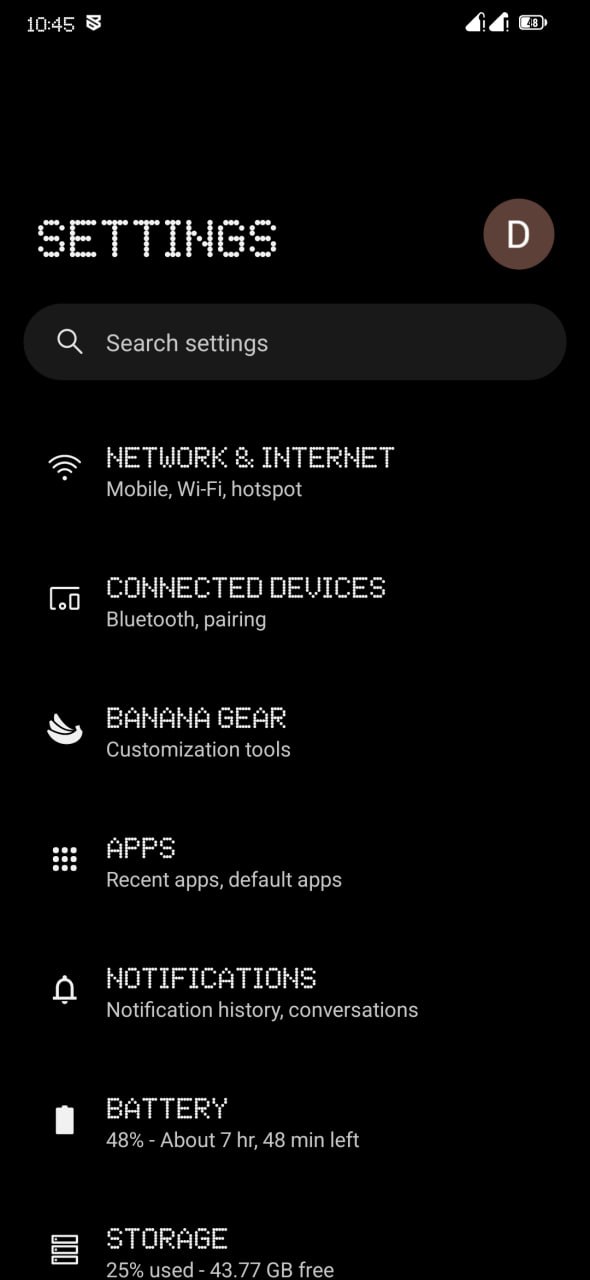 10:45 48
SETTINGS D
Search settings
NETWORK & INTERNET
Mobile, Wi-Fi, hotspot
CONNECTED DEVICES
Bluetooth, pairing
BANANA GEAR
Customization tools
APPS
Recent apps, default apps
NOTIFICATIONS
Notification history, conversations
BATTERY
48% - About 7 hr, 48 min left
STORAGE
25% used - 43.77 GB free